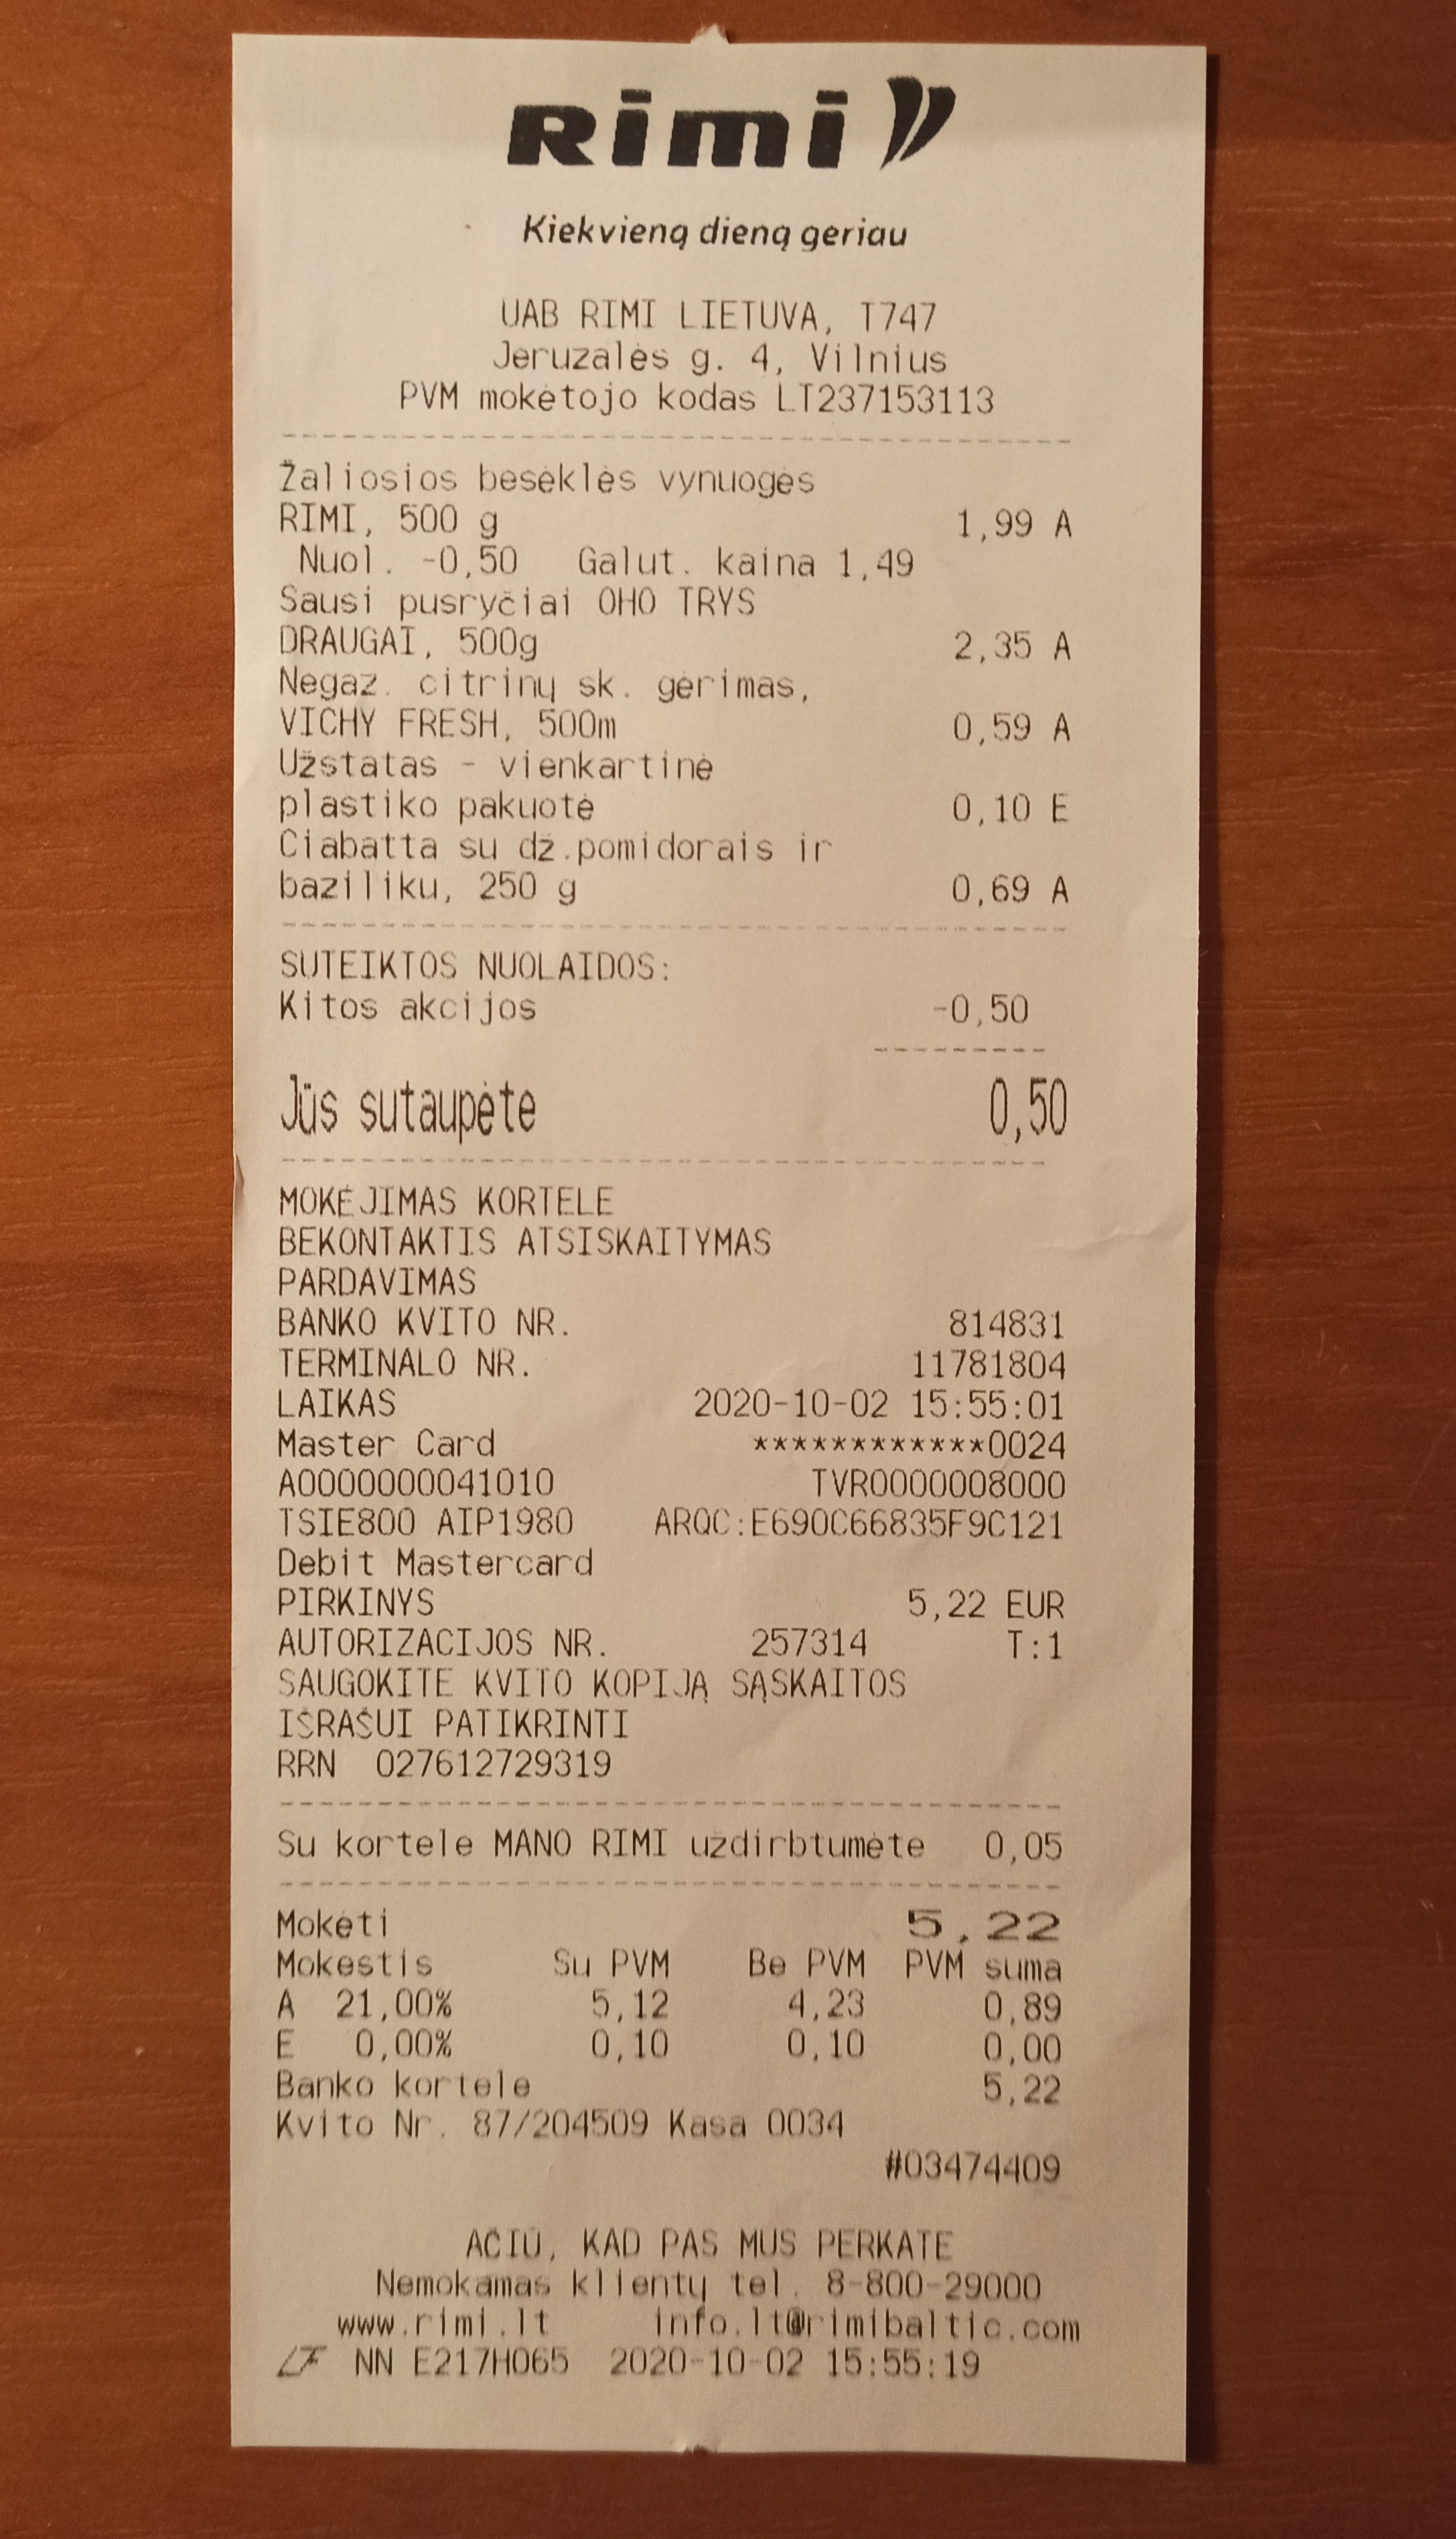 Rimi
Kiekvieną dieną geriau
UAB RIMI LIETUVA, T747
Jeruzalės g. 4, Vilnius
PVM mokėtojo kodas LT237153113
Žaliosios besėklės vynuogės
RIMI, 500 g 1,99 A
Nuol. -0,50 Galut. kaina 1,49
Sausi pusryčiai OHO TRYS
DRAUGAI, 500g 2,35 A
Negaz. citrinų sk. gėrimas,
VICHY FRESH, 500m 0,59 A
Užstatas - vienkartinė
plastiko pakuotė 0,10 E
Ciabatta su dž.pomidorais ir
baziliku, 250 g 0,69 A
SUTEIKTOS NUOLAIDOS:
Kitos akcijos -0,50
Jūs sutaupėte 0,50
MOKĖJIMAS KORTELE
BEKONTAKTIS ATSISKAITYMAS
PARDAVIMAS
BANKO KVITO NR. 814831
TERMINALO NR. 11781804
LAIKAS 2020-10-02 15:55:01
Master Card ************0024
A0000000041010 TVR0000008000
TSIE800 AIP1980 ARQC:E690C66835F9C121
Debit Mastercard
PIRKINYS 5,22 EUR
AUTORIZACIJOS NR. 257314 T:1
SAUGOKITE KVITO KOPIJĄ SĄSKAITOS
IŠRAŠUI PATIKRINTI
RRN 027612729319
Su kortele MANO RIMI uždirbtumėte 0,05
Mokėti 5,22
Mokestis Su PVM Be PVM PVM suma
A 21,00% 5,12 4,23 0,89
E 0,00% 0,10 0,10 0,00
Banko kortele 5,22
Kvito Nr. 87/204509 Kasa 0034
#03474409
AČIŪ, KAD PAS MUS PERKATE
Nemokamas klientų tel. 8-800-29000
www.rimi.lt info.lt@rimibaltic.com
LF NN E217H065 2020-10-02 15:55:19